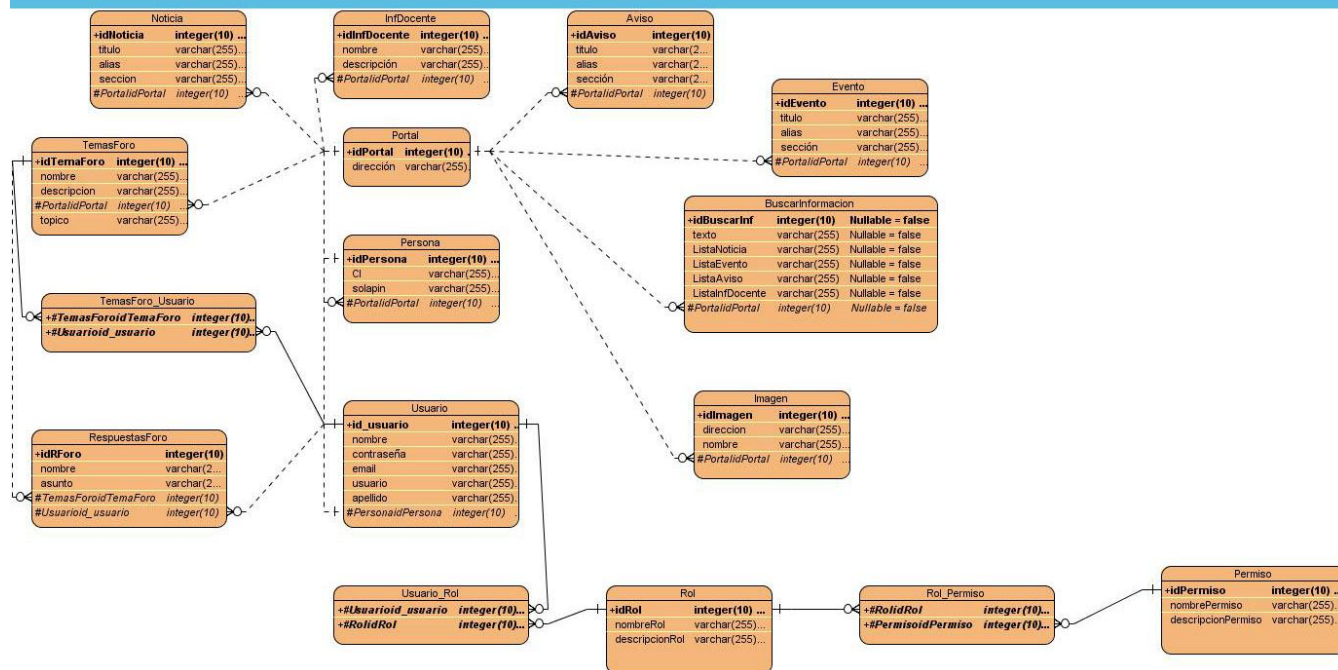 Noticia
+idNoticia integer(10) ...
titulo varchar(255)...
alias varchar(255)...
seccion varchar(255)...
#PortalidPortal integer(10) ...
InfDocente
+idInfDocente integer(10) ...
nombre varchar(255)...
descripción varchar(255)...
#PortalidPortal integer(10) ..
Aviso
+idAviso integer(10)
titulo varchar(2...
alias varchar(2...
sección varchar(2...
#PortalidPortal integer(10)
Evento
+idEvento integer(10) ...
titulo varchar(255)...
alias varchar(255)...
sección varchar(255)...
#PortalidPortal integer(10) ...
TemasForo
+idTemaForo integer(10) ...
nombre varchar(255)...
descripcion varchar(255)...
#PortalidPortal integer(10) ...
topico varchar(255)...
Portal
+idPortal integer(10) .
dirección varchar(255).
BuscarInformacion
+idBuscarInf integer(10) Nullable = false
texto varchar(255) Nullable = false
ListaNoticia varchar(255) Nullable = false
ListaEvento varchar(255) Nullable = false
ListaAviso varchar(255) Nullable = false
ListaInfDocente varchar(255) Nullable = false
#PortalidPortal integer(10) Nullable = false
Persona
+idPersona integer(10) ...
CI varchar(255)...
solapin varchar(255)...
#PortalidPortal integer(10) ...
TemasForo_Usuario
+#TemasForoidTemaForo integer(10)...
+#Usuarioid_usuario integer(10)...
Imagen
+idImagen integer(10) ...
direccion varchar(255)...
nombre varchar(255)...
#PortalidPortal integer(10) ...
Usuario
+id_usuario integer(10) ..
nombre varchar(255).
contraseña varchar(255).
email varchar(255).
usuario varchar(255).
apellido varchar(255).
#PersonaidPersona integer(10) .
RespuestasForo
+idRForo integer(10)
nombre varchar(2...
asunto varchar(2...
#TemasForoidTemaForo integer(10)
#Usuarioid_usuario integer(10)
Usuario_Rol
+#Usuarioid_usuario integer(10)...
+#RolidRol integer(10)...
Rol
+idRol integer(10) ...
nombreRol varchar(255)...
descripcionRol varchar(255)...
Rol_Permiso
+#RolidRol integer(10)...
+#PermisoidPermiso integer(10)...
Permiso
+idPermiso integer(10) ..
nombrePermiso varchar(255)..
descripcionPermiso varchar(255)..